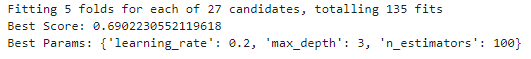 Fitting 5 folds for each of 27 candidates, totalling 135 fits
Best Score: 0.6902230552119618
Best Params: {'learning_rate': 0.2, 'max_depth': 3, 'n_estimators': 100}